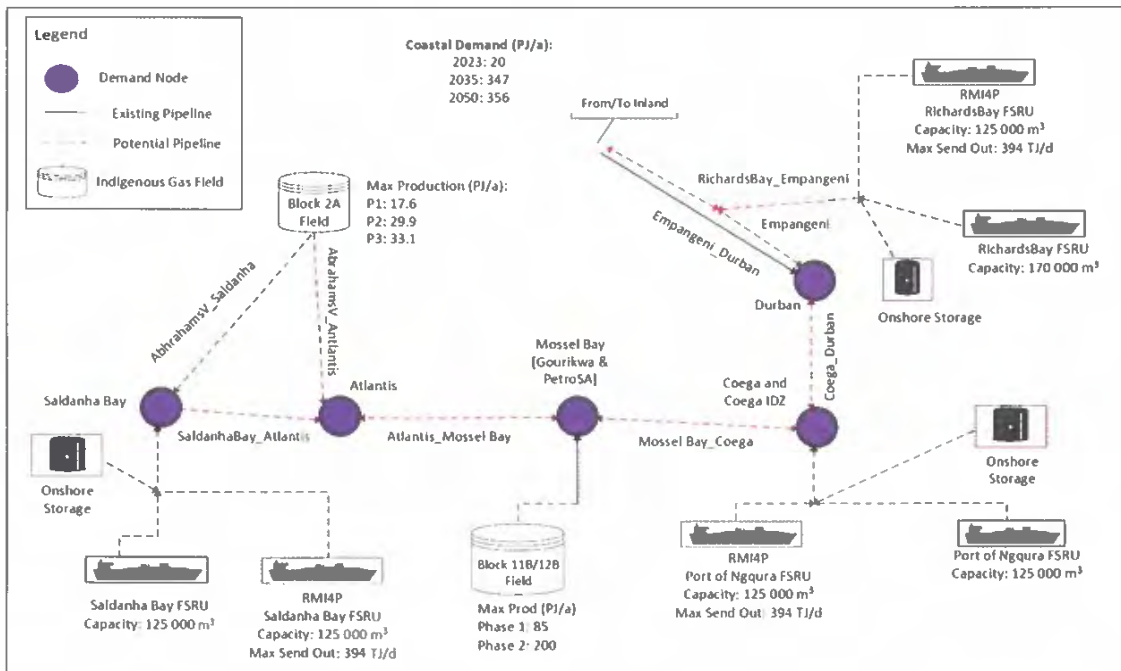 Legend
Demand Node
Existing Pipeline
Potential Pipeline
Indigenous Gas Field
Coastal Demand (PJ/a):
2023: 20
2035: 347
2050: 356
From/To Inland
RMI4P
RichardsBay FSRU
Capacity: 125 000 m³
Max Send Out: 394 TJ/d
RichardsBay_Empangeni
Empangeni
Empangeni_Durban
RichardsBay FSRU
Capacity: 170 000 m³
Onshore Storage
Block 2A
Field
Max Production (PJ/a):
P1: 17.6
P2: 29.9
P3: 33.1
AbhrahamsV_Saldanha
AbrahamsV_Antlantis
Durban
Coega_Durban
Mossel Bay
[Gourikwa &
PetroSA]
Coega and
Coega IDZ
Saldanha Bay
Atlantis
SaldanhaBay_Atlantis
Atlantis_Mossel Bay
Mossel Bay_Coega
Onshore
Storage
Onshore
Storage
Saldanha Bay FSRU
Capacity: 125 000 m³
RMI4P
Saldanha Bay FSRU
Capacity: 125 000 m³
Max Send Out: 394 TJ/d
Block 11B/12B
Field
Max Prod (PJ/a)
Phase 1: 85
Phase 2: 200
RMI4P
Port of Ngqura FSRU
Capacity: 125 000 m³
Max Send Out: 394 TJ/d
Port of Ngqura FSRU
Capacity: 125 000 m³